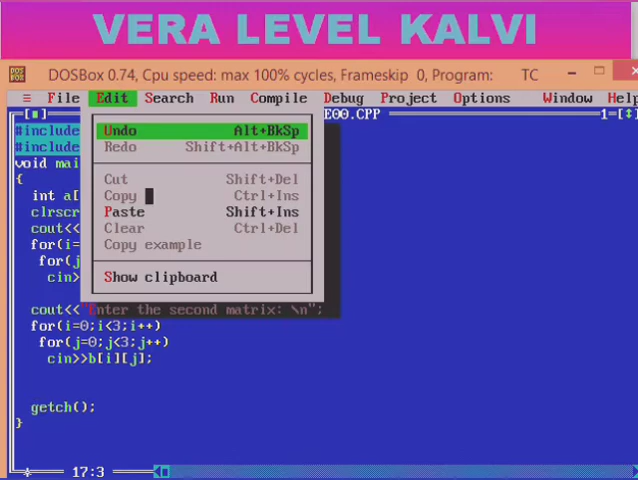 VERA LEVEL KALVI
DOSBox 0.74, Cpu speed: max 100% cycles, Frameskip 0, Program: TC
≡ File Edit Search Run Compile Debug Project Options Window Help
E00.CPP 1=[↕]
#include
#include
void mai
{
int a[
clrscr
cout<<
for(i=
for(j
cin>
Undo Alt+BkSp
Redo Shift+Alt+BkSp
Cut Shift+Del
Copy Ctrl+Ins
Paste Shift+Ins
Clear Ctrl+Del
Copy example
Show clipboard
cout<<"Enter the second matrix: \n";
for(i=0;i<3;i++)
for(j=0;j<3;j++)
cin>>b[i][j];
getch();
}
17:3